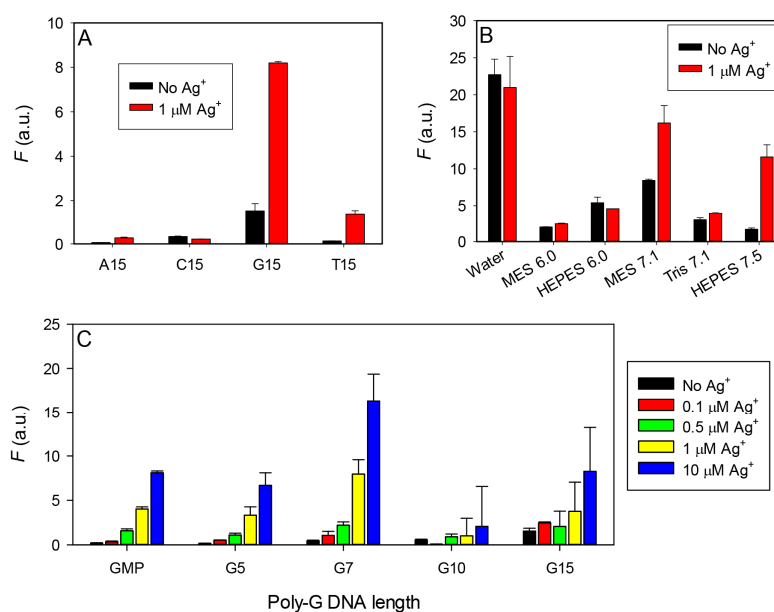 A
F (a.u.)
10
8
6
4
2
0
No Ag⁺
1 μM Ag⁺
A15 C15 G15 T15
B
F (a.u.)
30
25
20
15
10
5
0
No Ag⁺
1 μM Ag⁺
Water MES 6.0 HEPES 6.0 MES 7.1 Tris 7.1 HEPES 7.5
C
F (a.u.)
25
20
15
10
5
0
No Ag⁺
0.1 μM Ag⁺
0.5 μM Ag⁺
1 μM Ag⁺
10 μM Ag⁺
GMP G5 G7 G10 G15
Poly-G DNA length